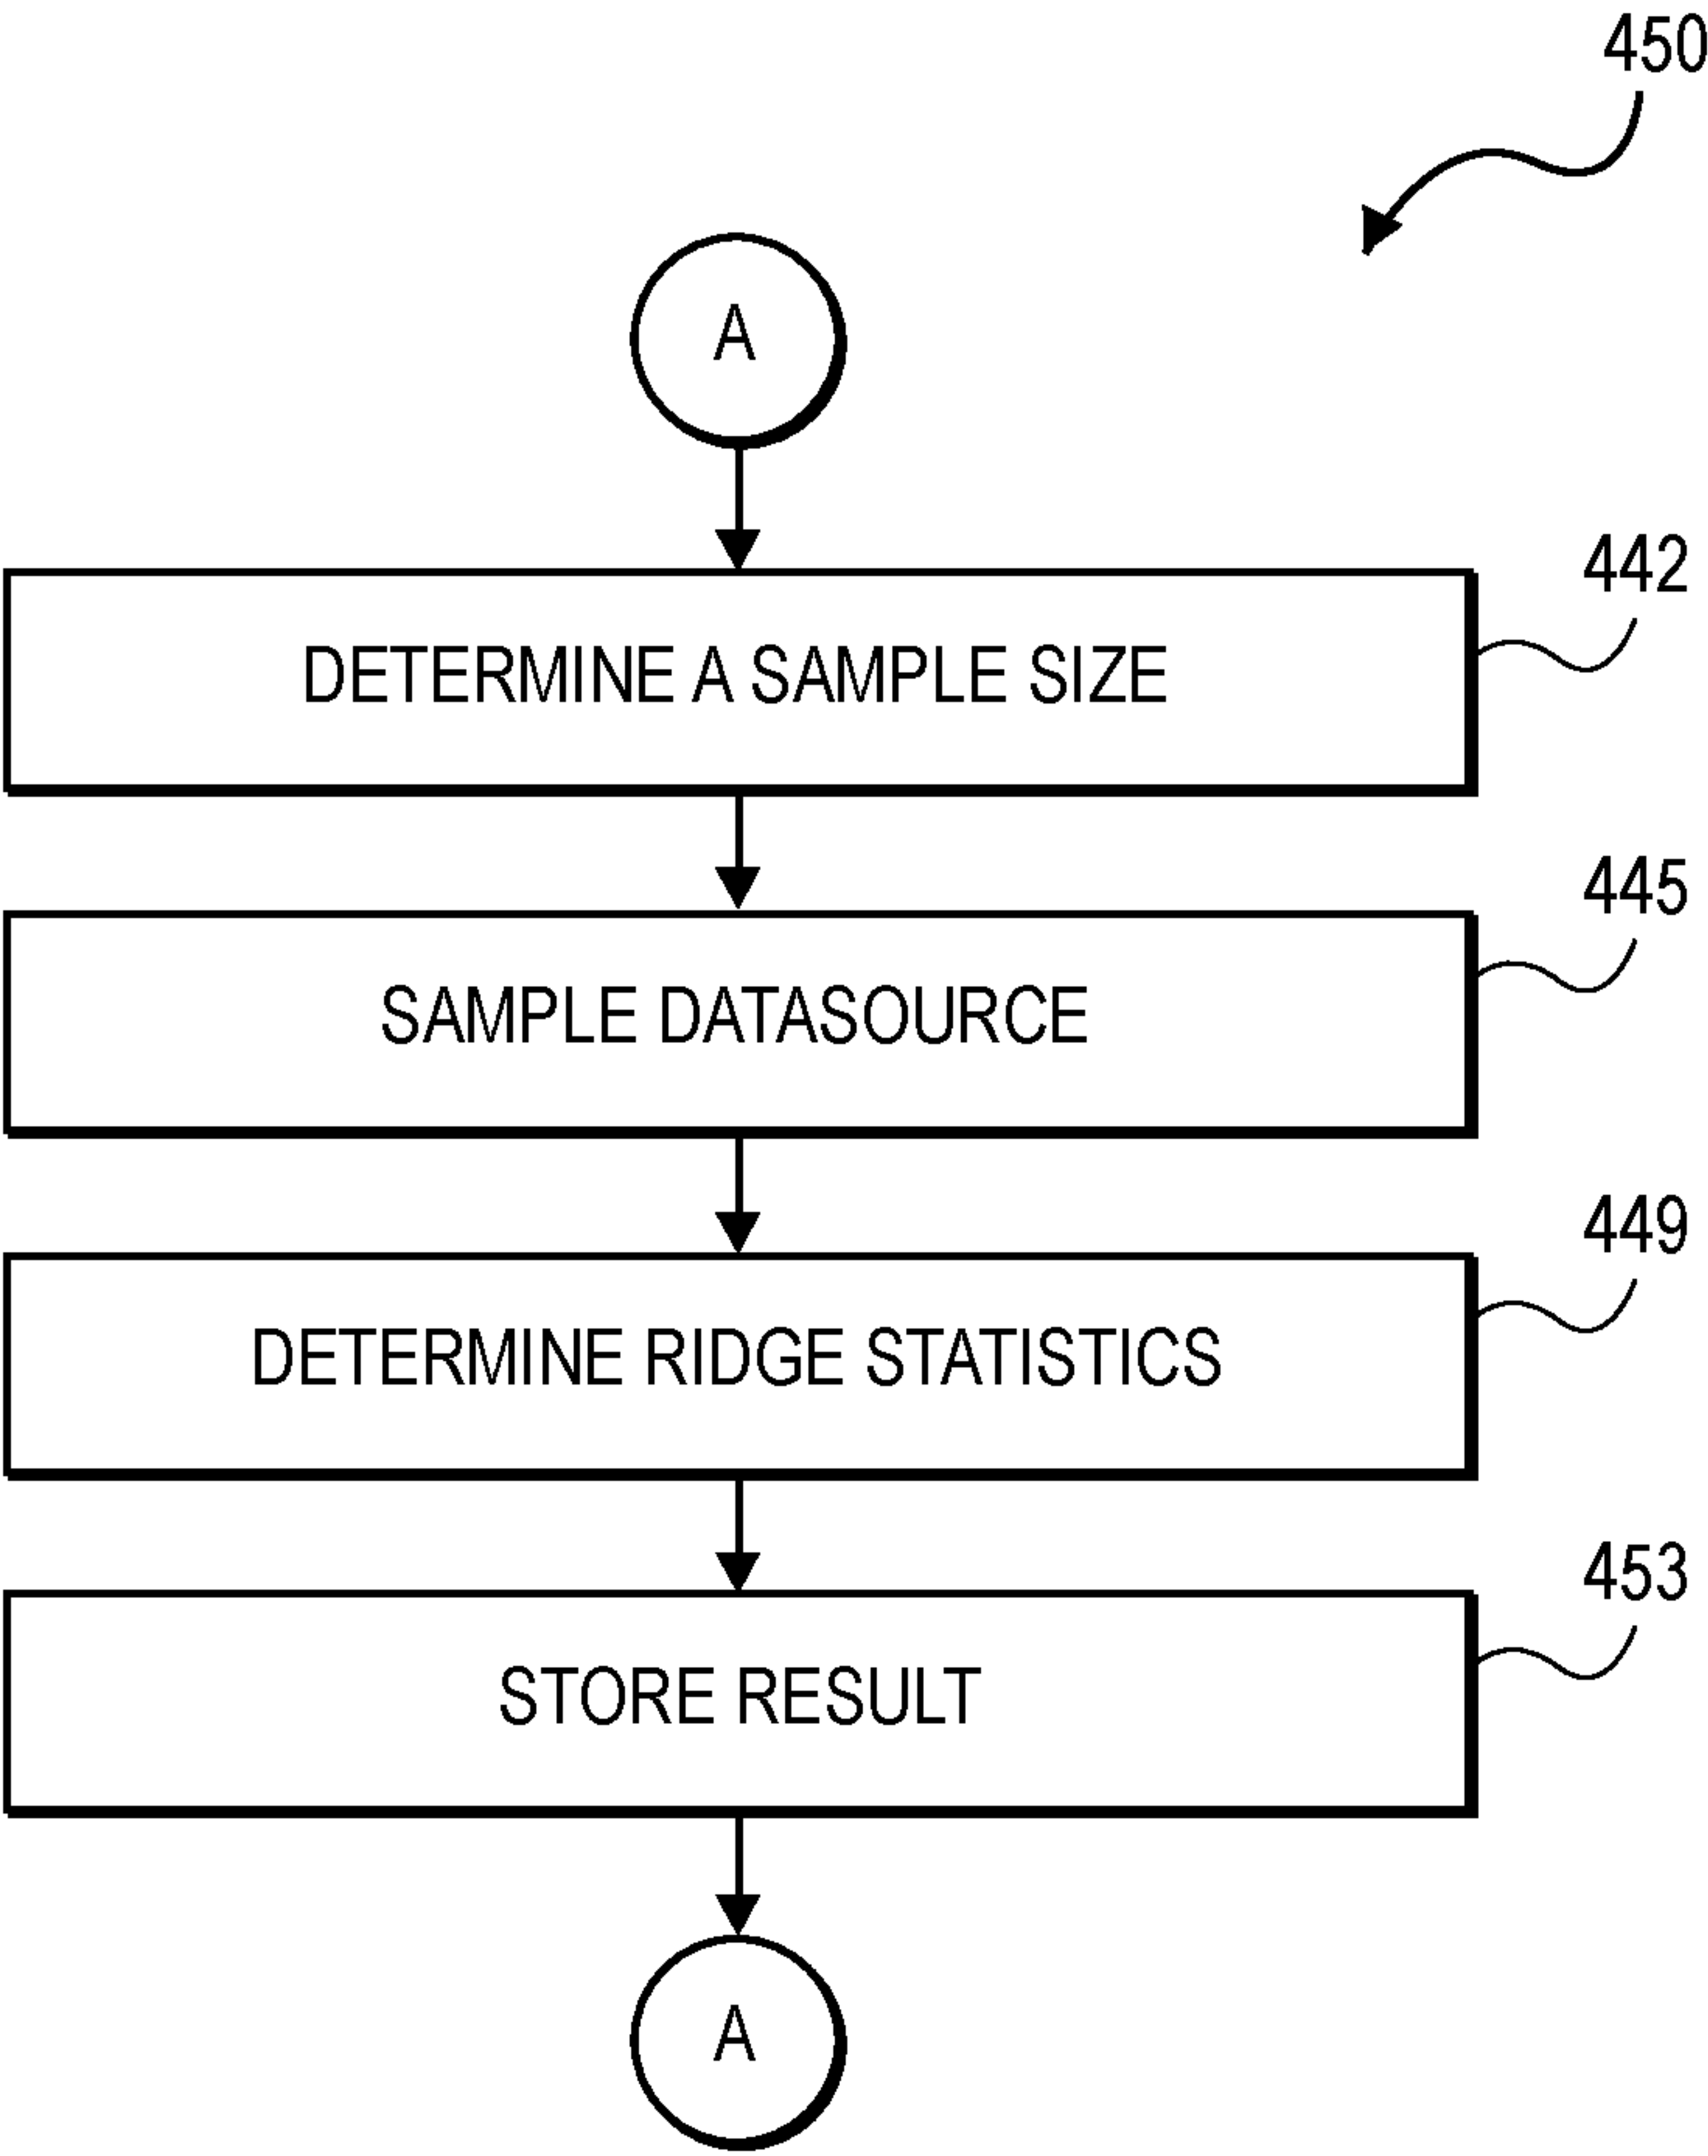 450
A
442
DETERMINE A SAMPLE SIZE
445
SAMPLE DATASOURCE
449
DETERMINE RIDGE STATISTICS
453
STORE RESULT
A